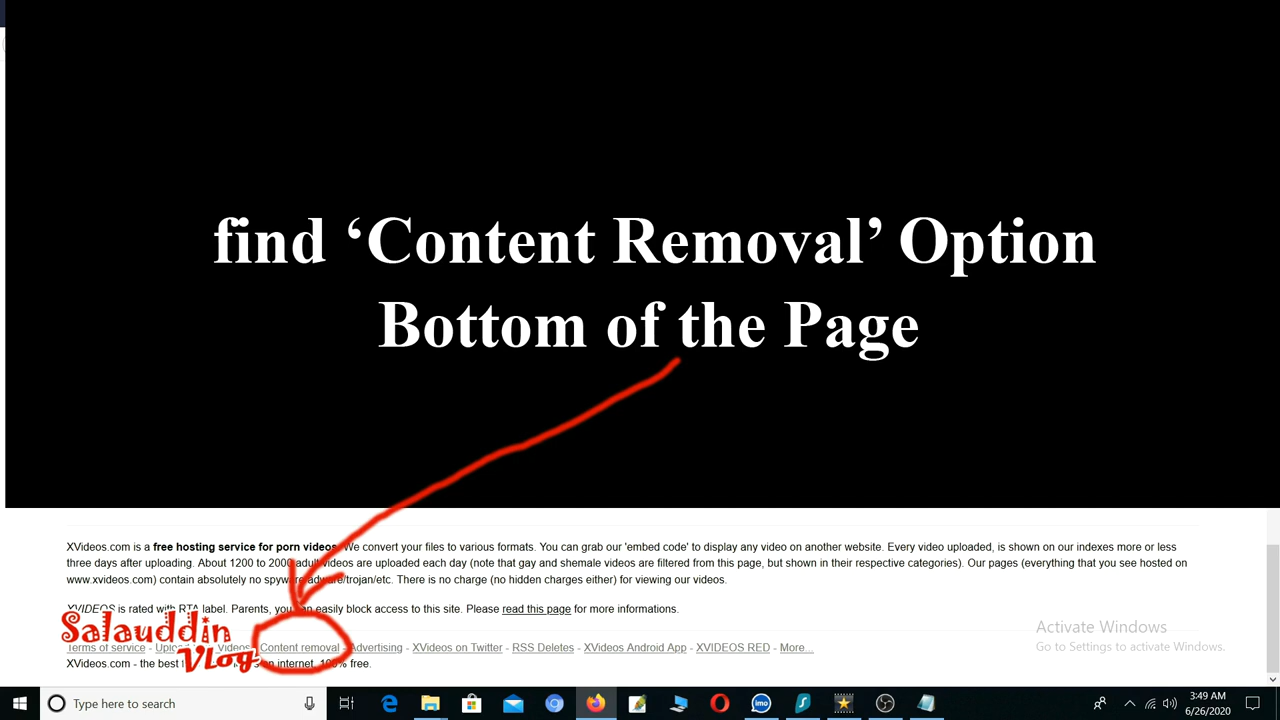 find ‘Content Removal’ Option
Bottom of the Page
XVideos.com is a free hosting service for porn videos. We convert your files to various formats. You can grab our 'embed code' to display any video on another website. Every video uploaded, is shown on our indexes more or less
three days after uploading. About 1200 to 2000 adult videos are uploaded each day (note that gay and shemale videos are filtered from this page, but shown in their respective categories). Our pages (everything that you see hosted on
www.xvideos.com) contain absolutely no spyware/adware/trojan/etc. There is no charge (no hidden charges either) for viewing our videos.
XVIDEOS is rated with RTA label. Parents, you can easily block access to this site. Please read this page for more informations.
Salauddin
Vlog
Terms of service - Videos - Content removal - Advertising - XVideos on Twitter - RSS Deletes - XVideos Android App - XVIDEOS RED - More...
XVideos.com - the best internet, 100% free.
Activate Windows
Go to Settings to activate Windows.
Type here to search
imo
3:49 AM
6/26/2020